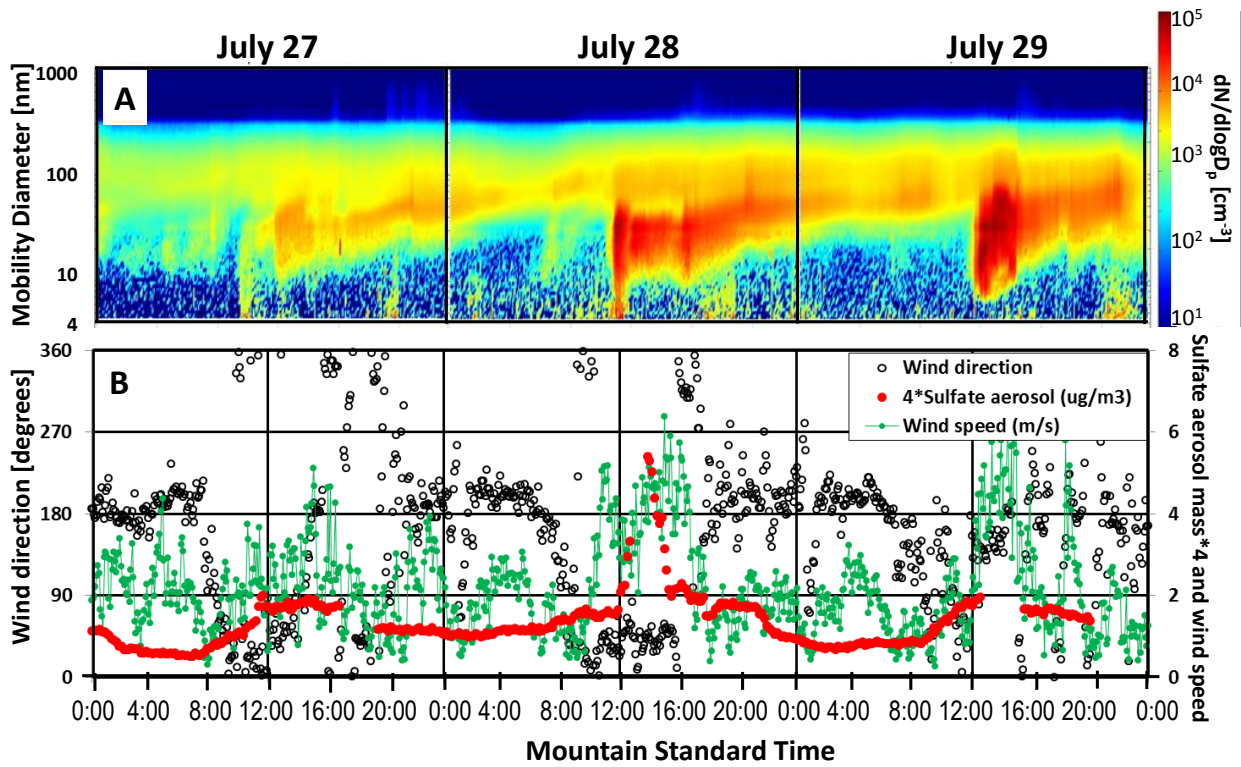 July 27 July 28 July 29
A
Mobility Diameter [nm]
1000
100
10
4
10⁵
10⁴
10³
10²
10¹
dN/dlogDₚ [cm⁻³]
B
Wind direction [degrees]
360
270
180
90
0
Wind direction
4*Sulfate aerosol (ug/m3)
Wind speed (m/s)
8
6
4
2
0
Sulfate aerosol mass*4 and wind speed
0:00 4:00 8:00 12:00 16:00 20:00 0:00 4:00 8:00 12:00 16:00 20:00 0:00 4:00 8:00 12:00 16:00 20:00 0:00
Mountain Standard Time